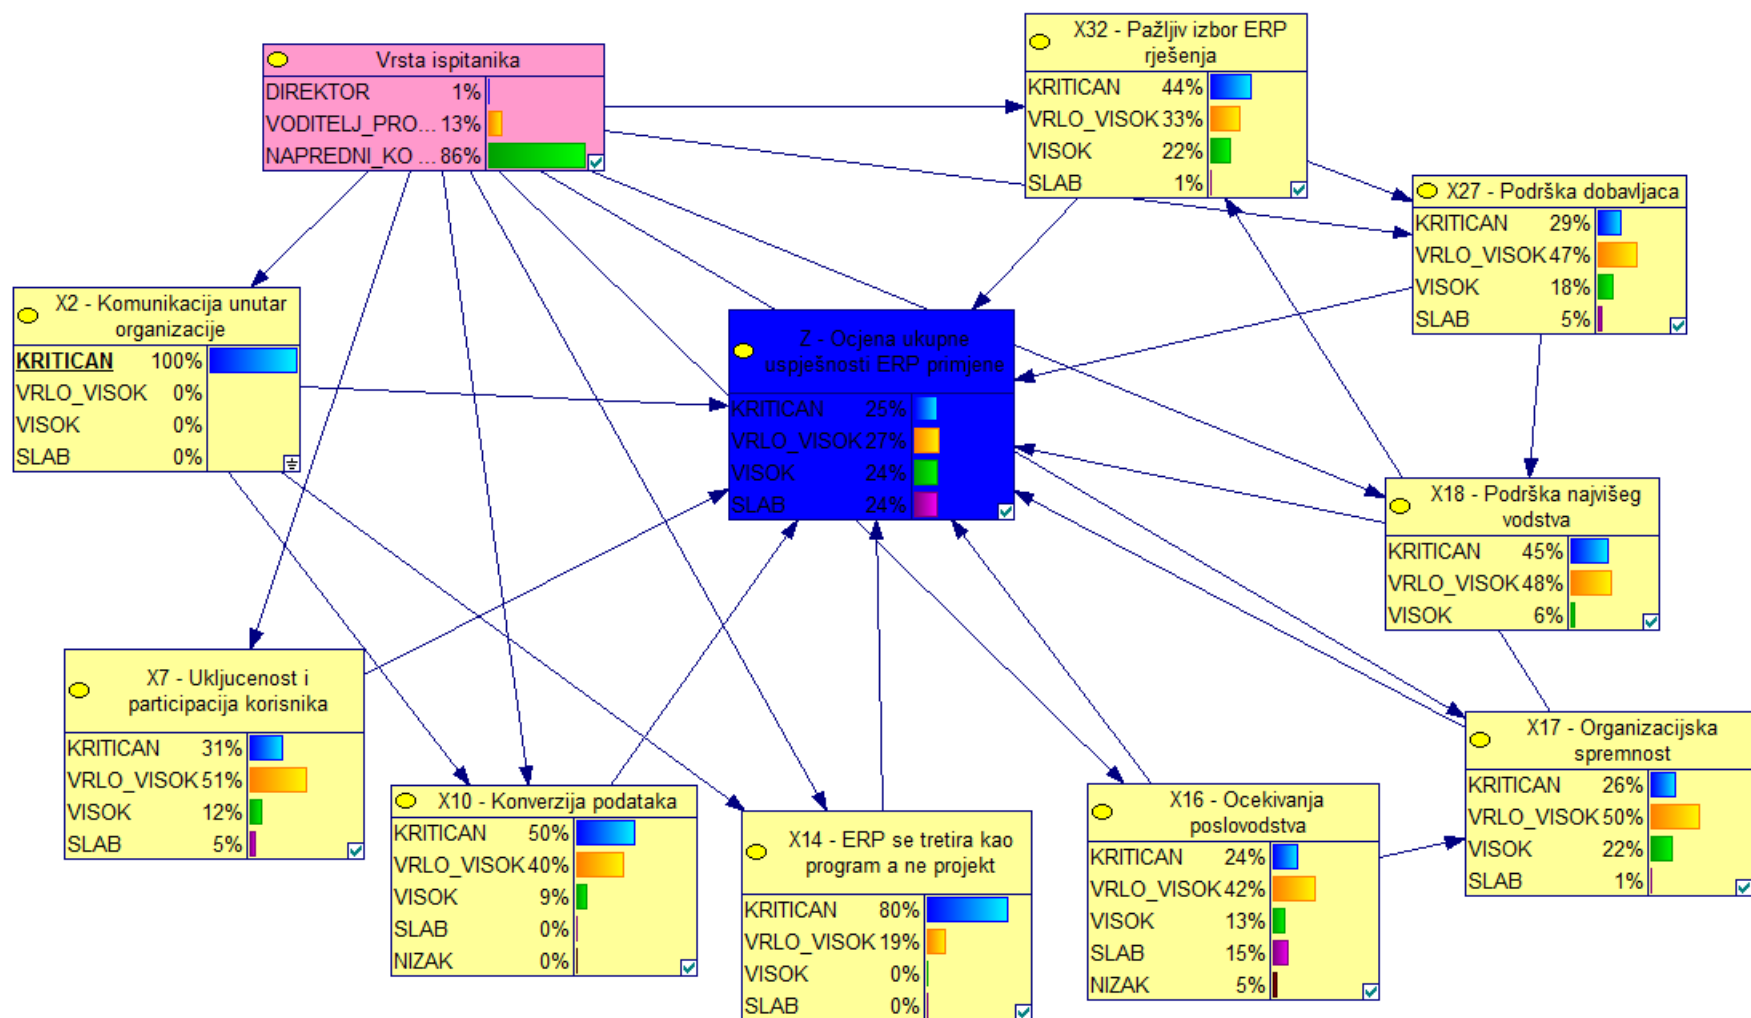 Vrsta ispitanika
DIREKTOR 1%
VODITELJ_PRO... 13%
NAPREDNI_KO ... 86%
X32 - Pažljiv izbor ERP
rješenja
KRITICAN 44%
VRLO_VISOK 33%
VISOK 22%
SLAB 1%
X27 - Podrška dobavljaca
KRITICAN 29%
VRLO_VISOK 47%
VISOK 18%
SLAB 5%
X2 - Komunikacija unutar
organizacije
KRITICAN 100%
VRLO_VISOK 0%
VISOK 0%
SLAB 0%
Z - Ocjena ukupne
uspješnosti ERP primjene
KRITICAN 25%
VRLO_VISOK 27%
VISOK 24%
SLAB 24%
X18 - Podrška najvišeg
vodstva
KRITICAN 45%
VRLO_VISOK 48%
VISOK 6%
X7 - Ukljucenost i
participacija korisnika
KRITICAN 31%
VRLO_VISOK 51%
VISOK 12%
SLAB 5%
X10 - Konverzija podataka
KRITICAN 50%
VRLO_VISOK 40%
VISOK 9%
SLAB 0%
NIZAK 0%
X14 - ERP se tretira kao
program a ne projekt
KRITICAN 80%
VRLO_VISOK 19%
VISOK 0%
SLAB 0%
X16 - Ocekivanja
poslovodstva
KRITICAN 24%
VRLO_VISOK 42%
VISOK 13%
SLAB 15%
NIZAK 5%
X17 - Organizacijska
spremnost
KRITICAN 26%
VRLO_VISOK 50%
VISOK 22%
SLAB 1%